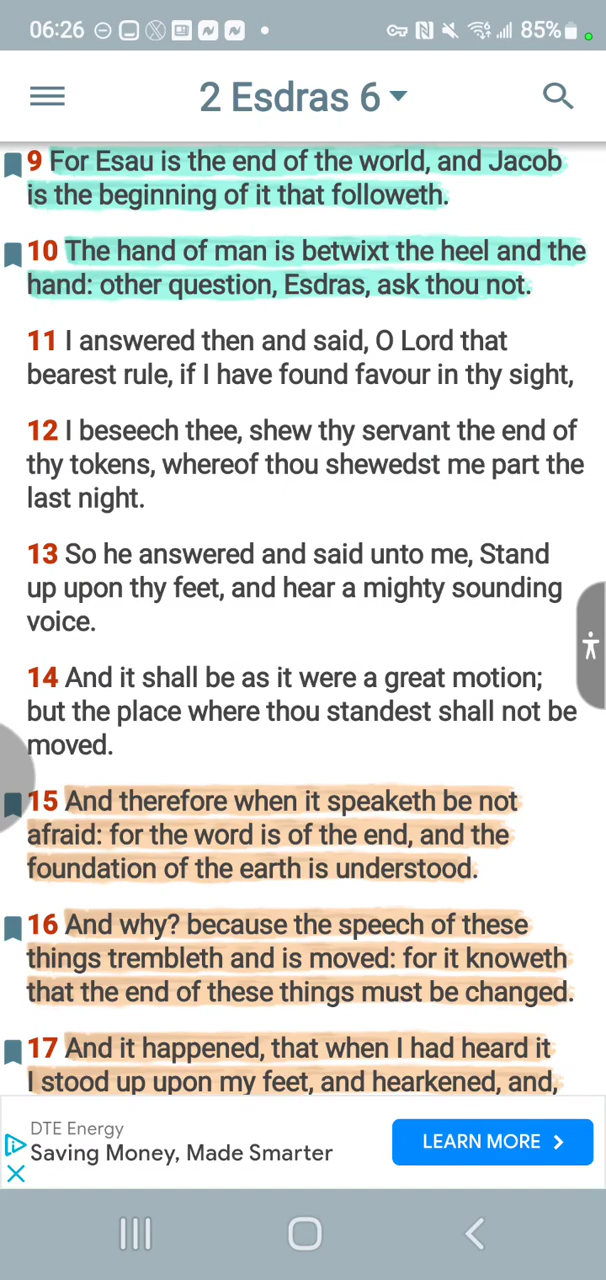 06:26 85%
2 Esdras 6
9 For Esau is the end of the world, and Jacob
is the beginning of it that followeth.
10 The hand of man is betwixt the heel and the
hand: other question, Esdras, ask thou not.
11 I answered then and said, O Lord that
bearest rule, if I have found favour in thy sight,
12 I beseech thee, shew thy servant the end of
thy tokens, whereof thou shewedst me part the
last night.
13 So he answered and said unto me, Stand
up upon thy feet, and hear a mighty sounding
voice.
14 And it shall be as it were a great motion;
but the place where thou standest shall not be
moved.
15 And therefore when it speaketh be not
afraid: for the word is of the end, and the
foundation of the earth is understood.
16 And why? because the speech of these
things trembleth and is moved: for it knoweth
that the end of these things must be changed.
17 And it happened, that when I had heard it
I stood up upon my feet, and hearkened, and,
DTE Energy
Saving Money, Made Smarter
LEARN MORE